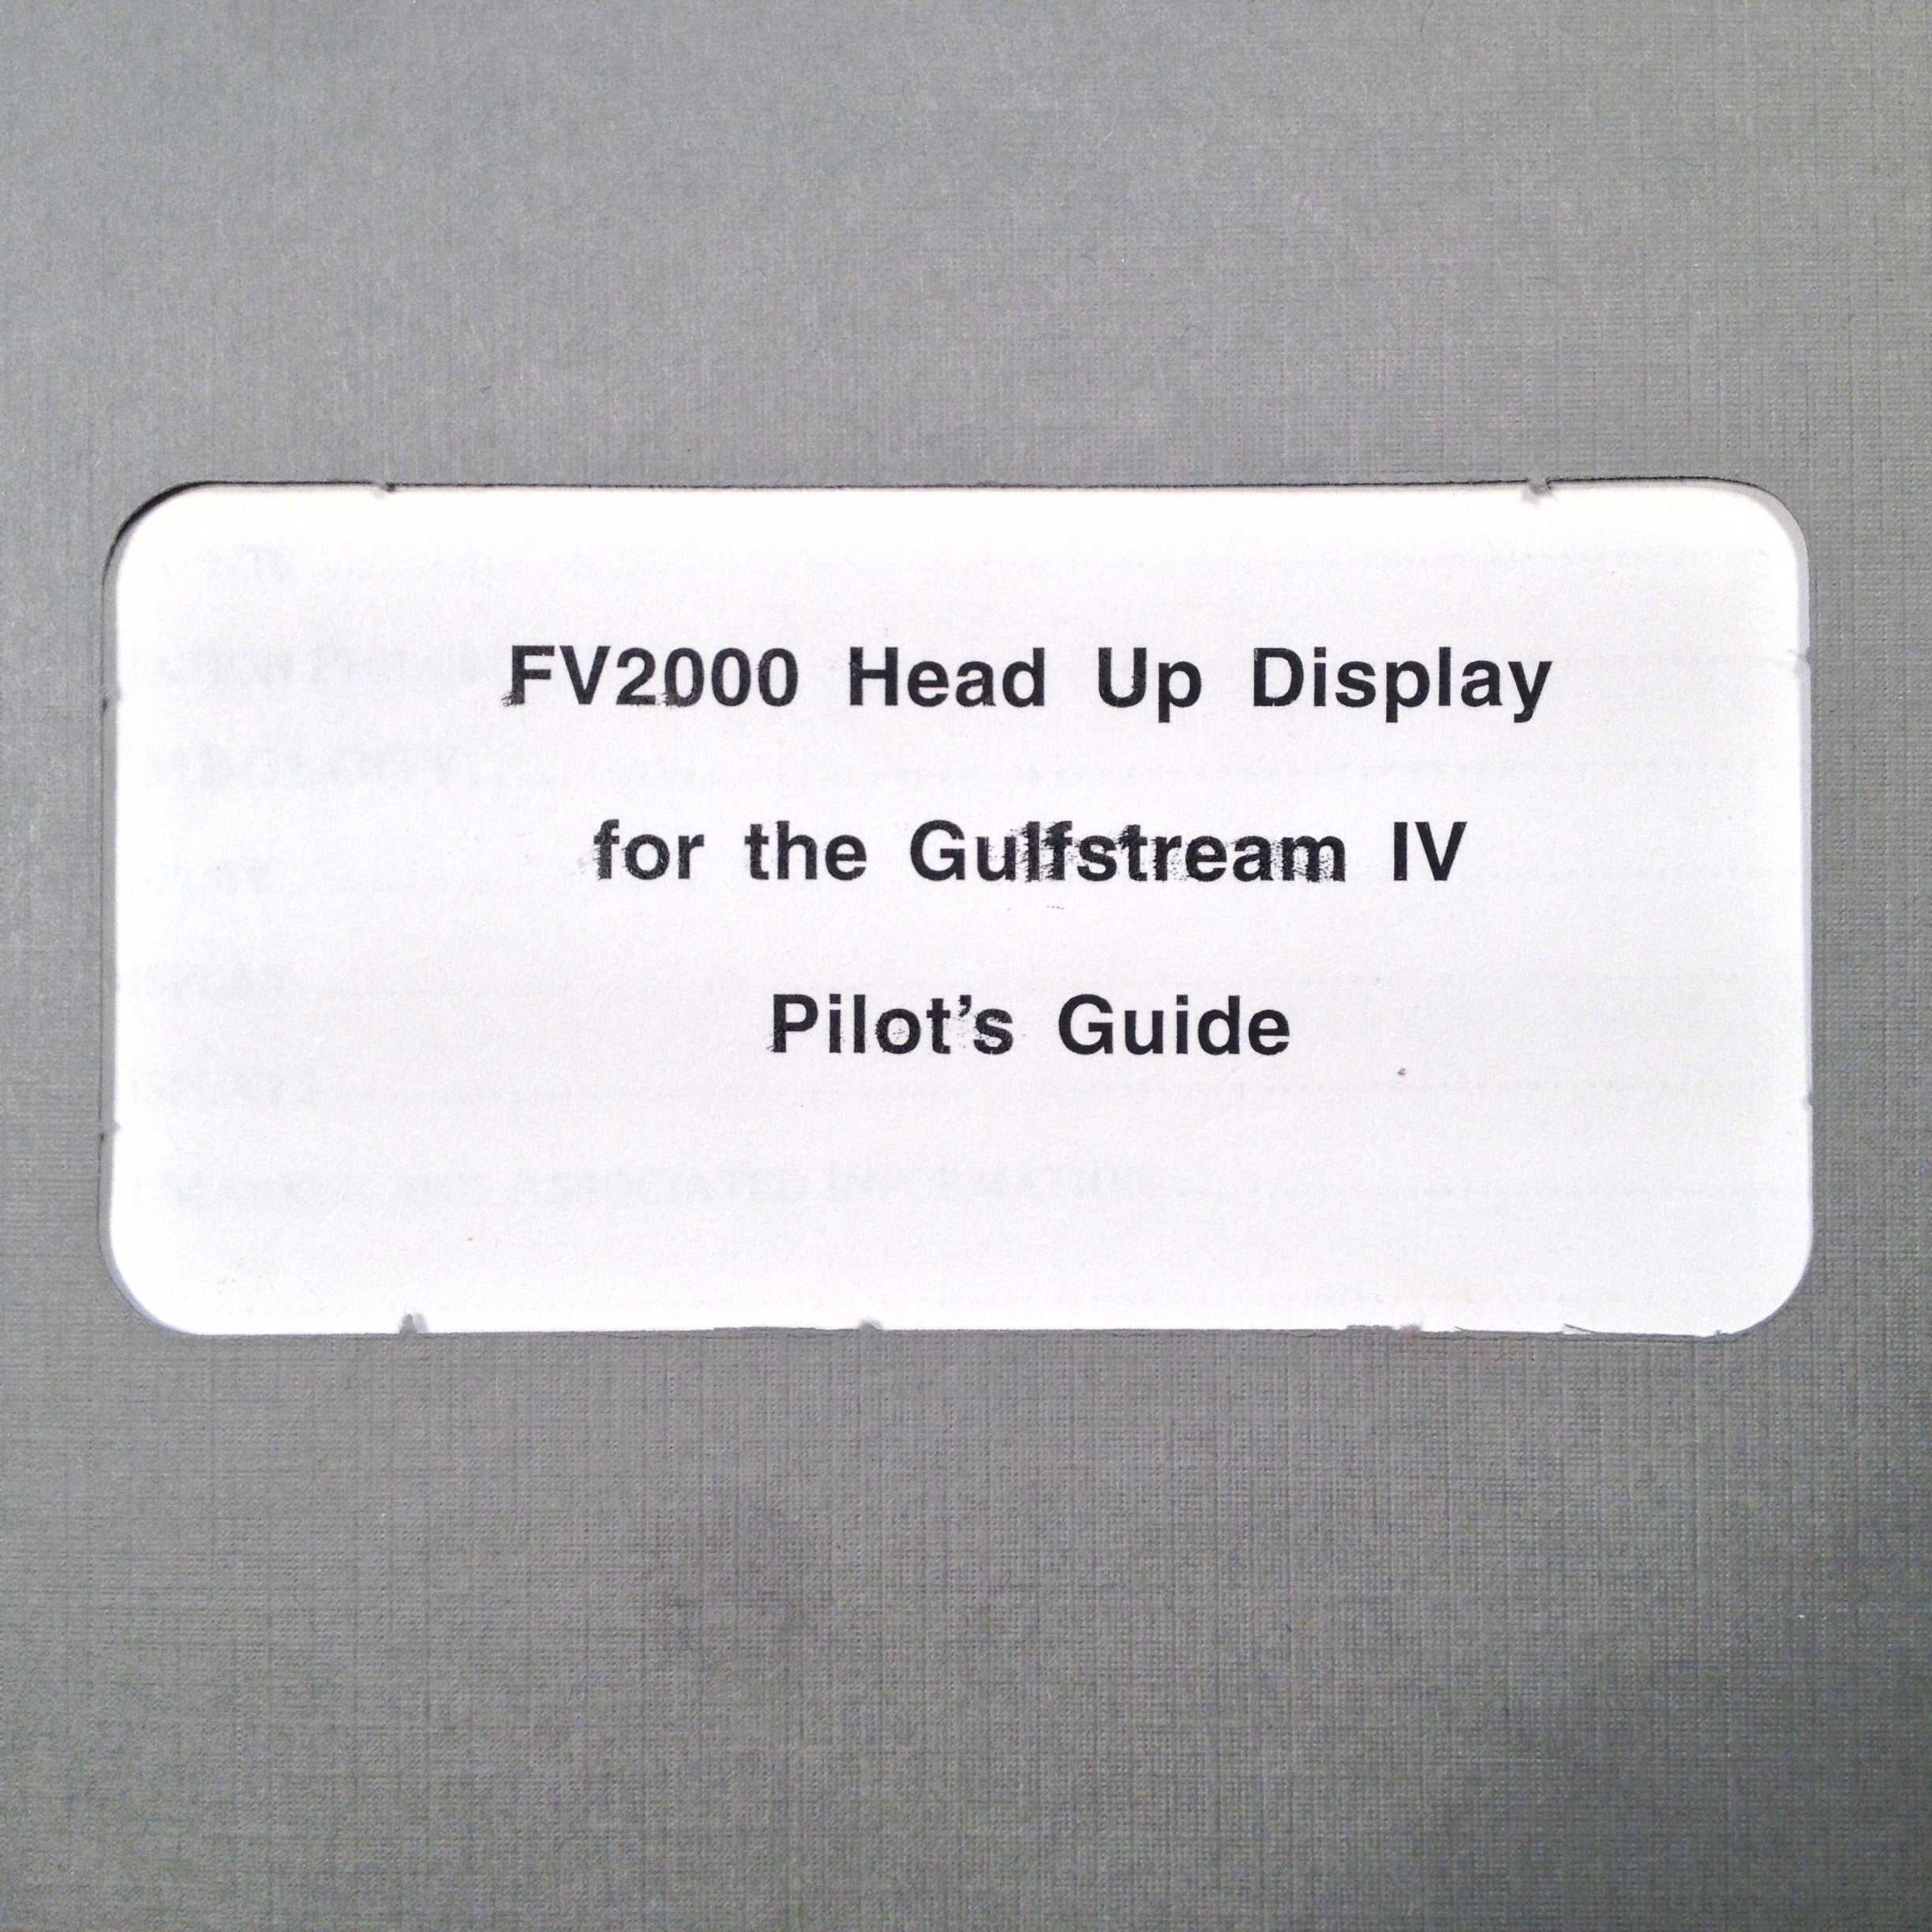 FV2000 Head Up Display
for the Gulfstream IV
Pilot's Guide